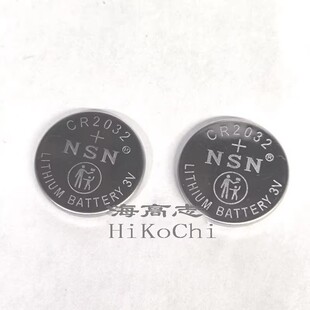 CR2032
+
NSN®
LITHIUM BATTERY 3V
CR2032
+
NSN®
LITHIUM BATTERY 3V
海高志
HiKoChi